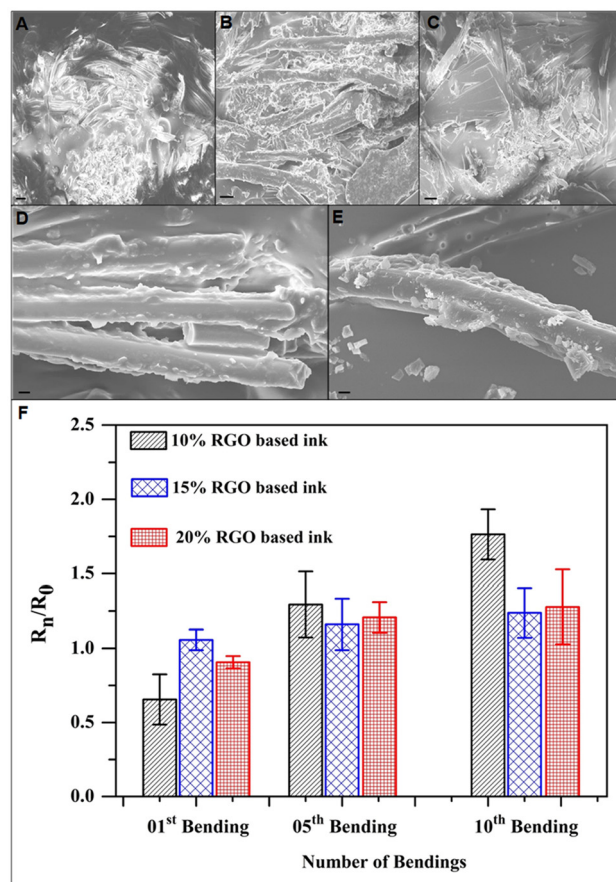 A
B
C
D
E
F
2.5
2.0
1.5
1.0
0.5
0.0
Rn/R0
10% RGO based ink
15% RGO based ink
20% RGO based ink
01st Bending
05th Bending
10th Bending
Number of Bendings